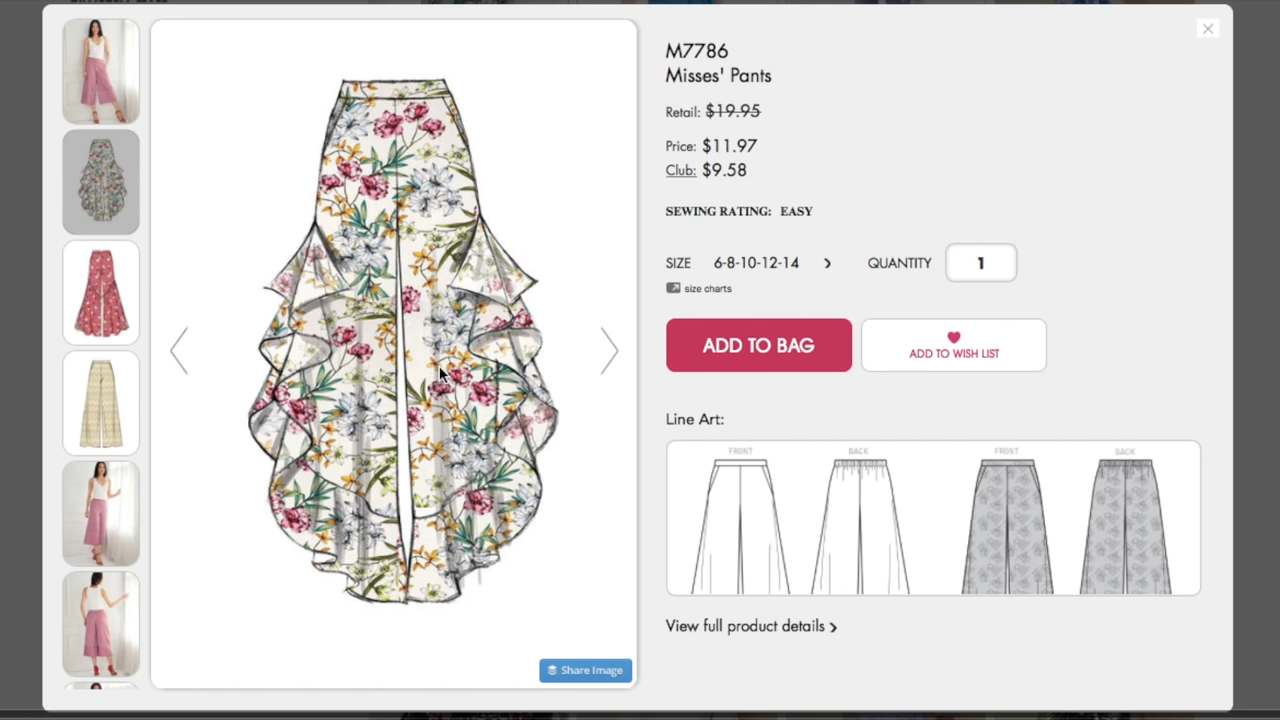 M7786
Misses' Pants
Retail: $19.95
Price: $11.97
Club: $9.58
SEWING RATING: EASY
SIZE 6-8-10-12-14 › QUANTITY 1
size charts
ADD TO BAG
ADD TO WISH LIST
Line Art:
FRONT BACK FRONT BACK
View full product details ›
Share Image